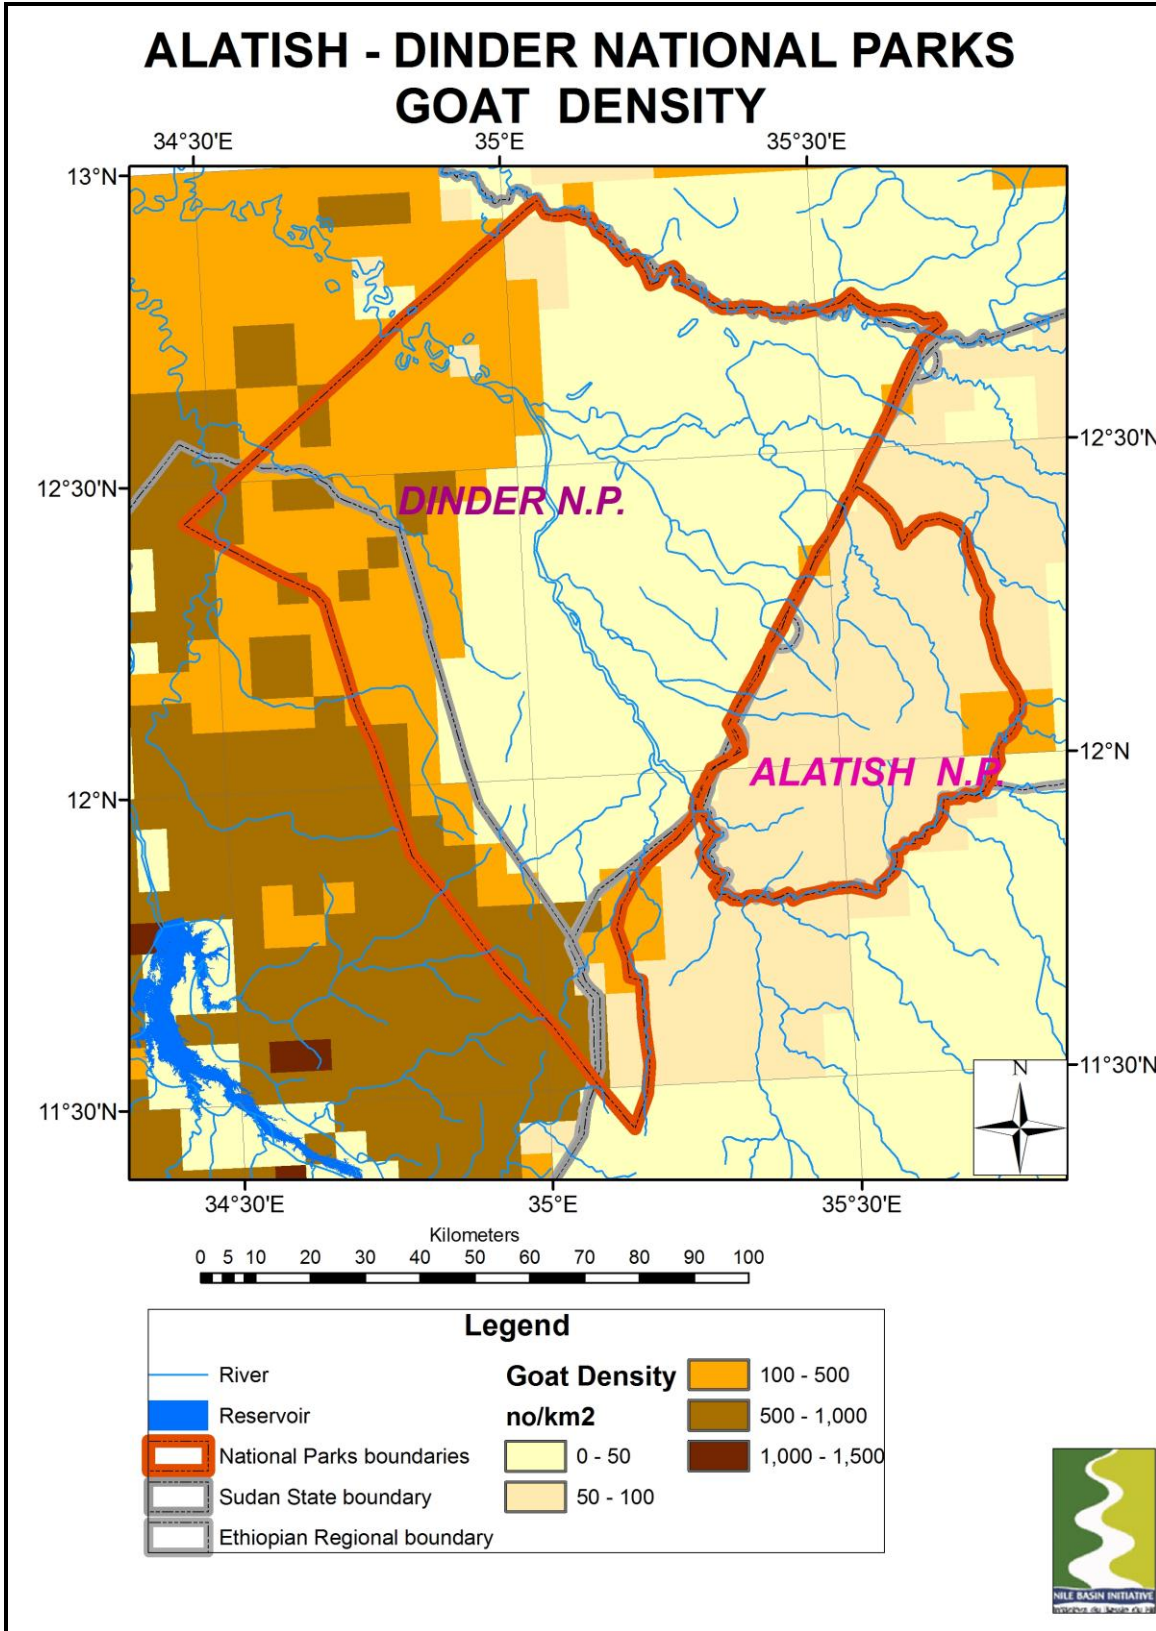 ALATISH - DINDER NATIONAL PARKS
GOAT DENSITY
34°30'E 35°E 35°30'E
13°N
12°30'N
12°30'N
DINDER N.P.
12°N
ALATISH N.P.
12°N
11°30'N
N
11°30'N
34°30'E 35°E 35°30'E
Kilometers
0 5 10 20 30 40 50 60 70 80 90 100
Legend
River
Reservoir
National Parks boundaries
Sudan State boundary
Ethiopian Regional boundary
Goat Density
no/km2
0 - 50
50 - 100
100 - 500
500 - 1,000
1,000 - 1,500
NILE BASIN INITIATIVE